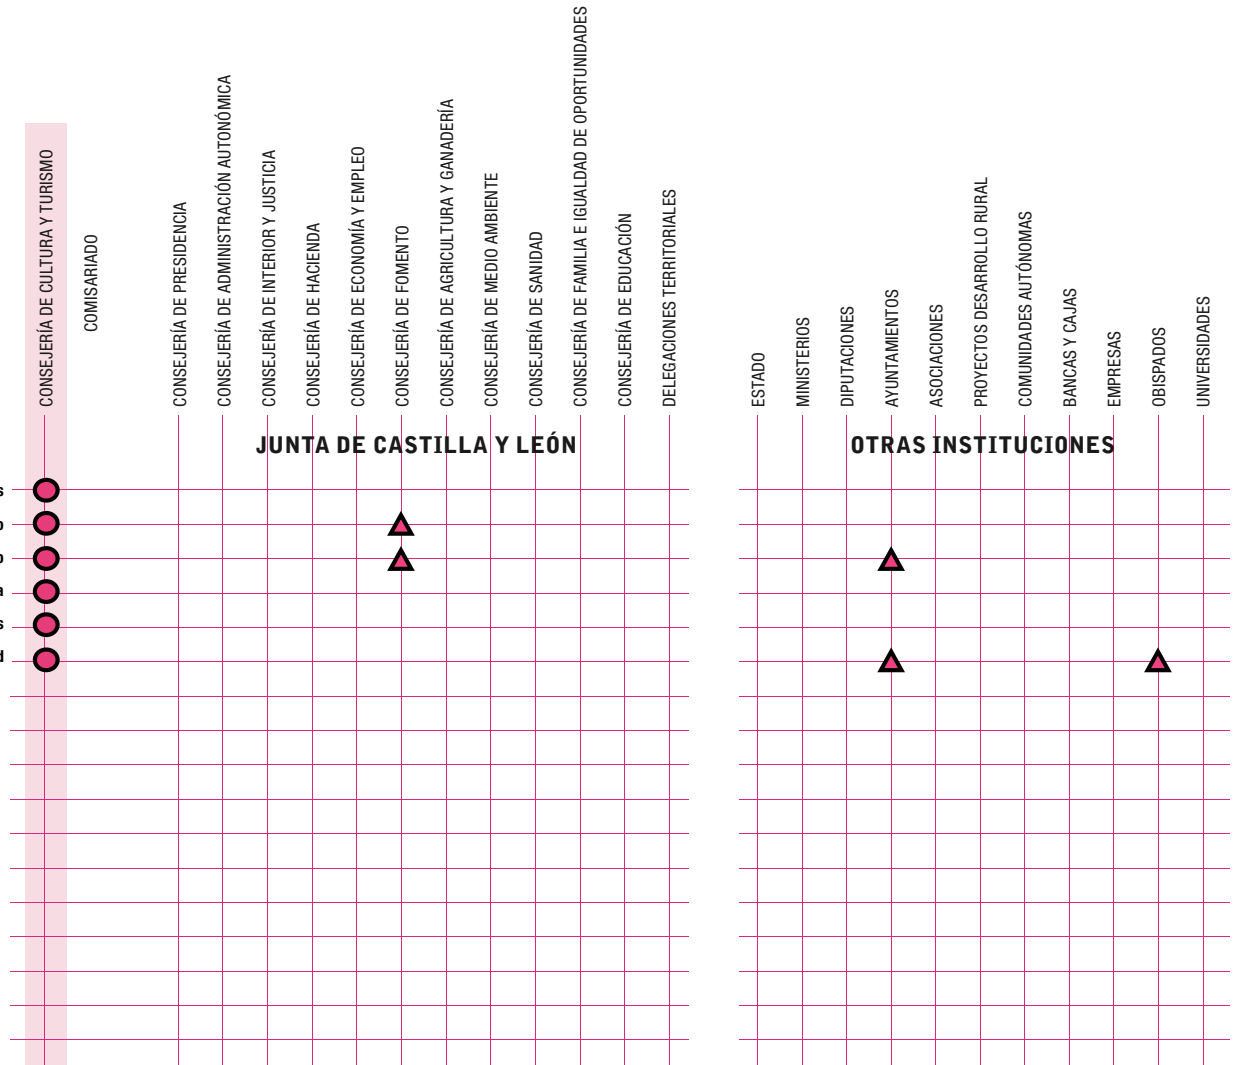 CONSEJERÍA DE CULTURA Y TURISMO
COMISARIADO
CONSEJERÍA DE PRESIDENCIA
CONSEJERÍA DE ADMINISTRACIÓN AUTONÓMICA
CONSEJERÍA DE INTERIOR Y JUSTICIA
CONSEJERÍA DE HACIENDA
CONSEJERÍA DE ECONOMÍA Y EMPLEO
CONSEJERÍA DE FOMENTO
CONSEJERÍA DE AGRICULTURA Y GANADERÍA
CONSEJERÍA DE MEDIO AMBIENTE
CONSEJERÍA DE SANIDAD
CONSEJERÍA DE FAMILIA E IGUALDAD DE OPORTUNIDADES
CONSEJERÍA DE EDUCACIÓN
DELEGACIONES TERRITORIALES
ESTADO
MINISTERIOS
DIPUTACIONES
AYUNTAMIENTOS
ASOCIACIONES
PROYECTOS DESARROLLO RURAL
COMUNIDADES AUTÓNOMAS
BANCAS Y CAJAS
EMPRESAS
OBISPADOS
UNIVERSIDADES
JUNTA DE CASTILLA Y LEÓN
OTRAS INSTITUCIONES
s
o
o
a
s
d